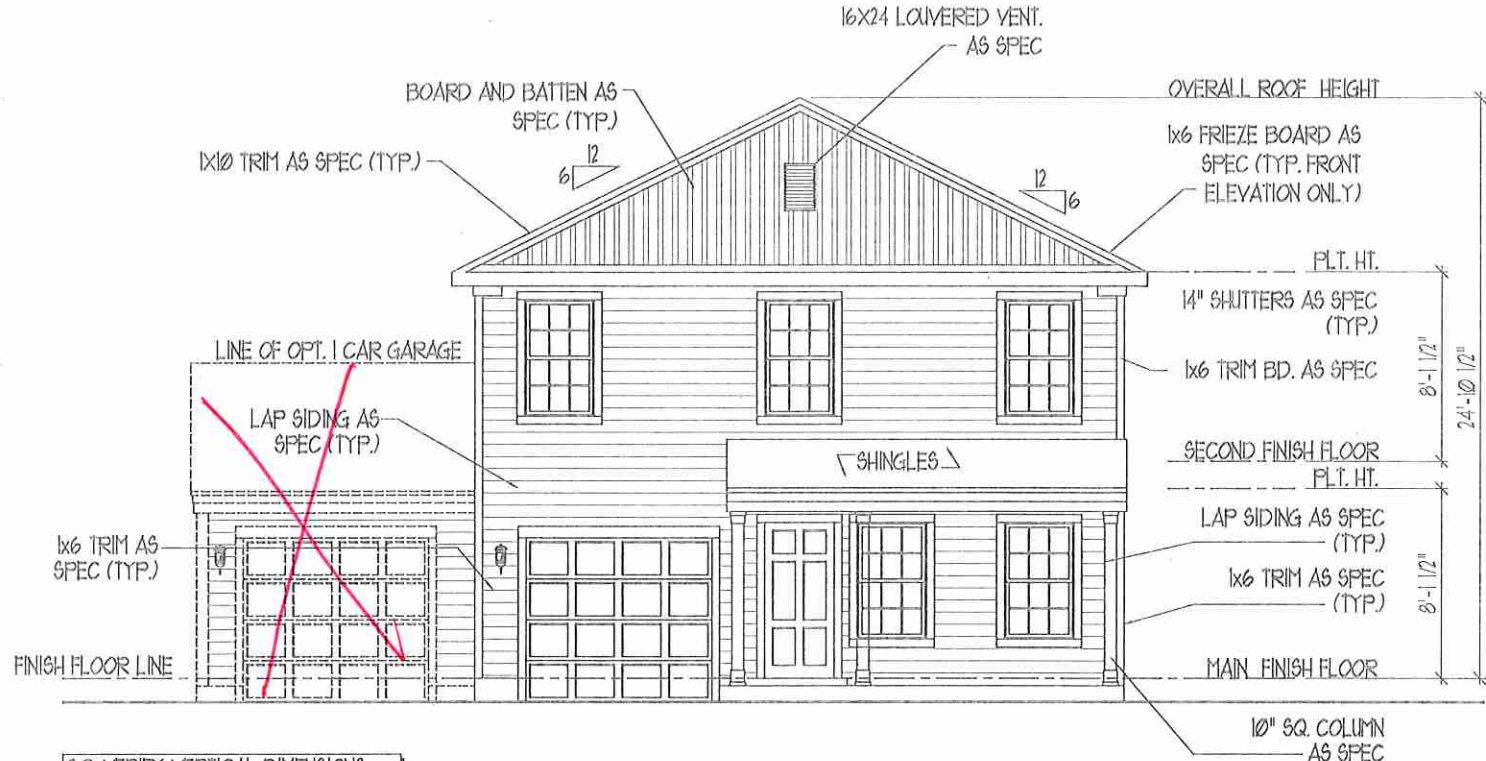 16X24 LOUVERED VENT.
AS SPEC
BOARD AND BATTEN AS
SPEC (TYP.)
OVERALL ROOF HEIGHT
1X10 TRIM AS SPEC (TYP.)
12
6
1x6 FRIEZE BOARD AS
SPEC (TYP. FRONT
ELEVATION ONLY)
12
6
PLT. HT.
14" SHUTTERS AS SPEC
(TYP.)
LINE OF OPT. 1 CAR GARAGE
1x6 TRIM BD. AS SPEC
8'-1 1/2"
24'-10 1/2"
LAP SIDING AS
SPEC (TYP.)
SHINGLES
SECOND FINISH FLOOR
PLT. HT.
LAP SIDING AS SPEC
(TYP.)
1x6 TRIM AS
SPEC (TYP.)
1x6 TRIM AS SPEC
(TYP.)
8'-1 1/2"
FINISH FLOOR LINE
MAIN FINISH FLOOR
10" SQ. COLUMN
AS SPEC
VERIFY VERTICAL DIMENSIONS